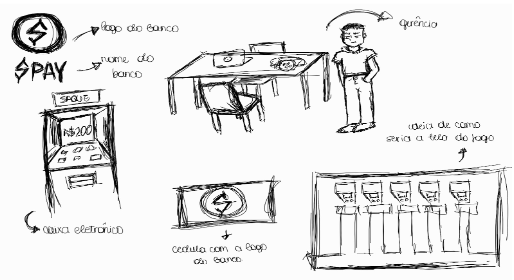 $
logo do banco
gerência
$PAY
nome do
banco
SAQUE
R$200
ideia de como
seria a tela do jogo
$
caixa eletrônico
cedula com a logo
do banco